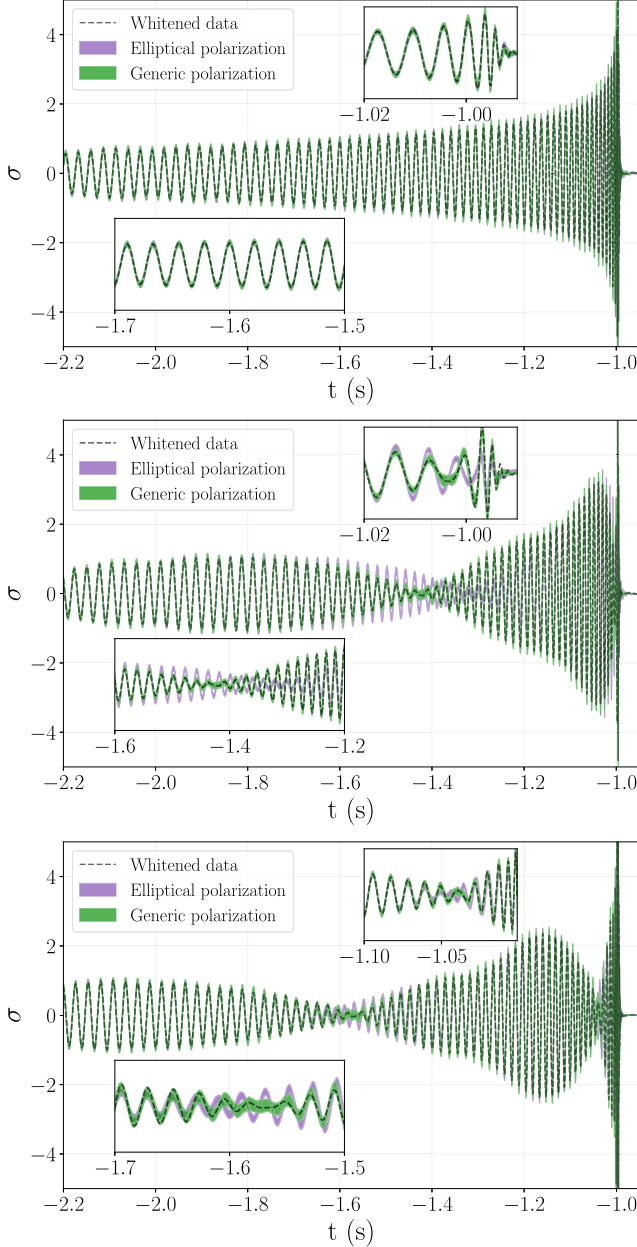 4
2
0
−2
−4
σ
Whitened data
Elliptical polarization
Generic polarization
−1.02 −1.00
−1.7 −1.6 −1.5
−2.2 −2.0 −1.8 −1.6 −1.4 −1.2 −1.0
t (s)
4
2
0
−2
−4
σ
Whitened data
Elliptical polarization
Generic polarization
−1.02 −1.00
−1.6 −1.4 −1.2
−2.2 −2.0 −1.8 −1.6 −1.4 −1.2 −1.0
t (s)
4
2
0
−2
−4
σ
Whitened data
Elliptical polarization
Generic polarization
−1.10 −1.05
−1.7 −1.6 −1.5
−2.2 −2.0 −1.8 −1.6 −1.4 −1.2 −1.0
t (s)